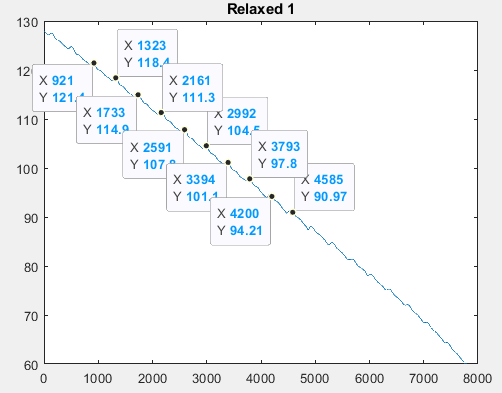 Relaxed 1
130
120
110
100
90
80
70
60
X 1323
Y 118.4
X 921
Y 121.4
X 2161
Y 111.3
X 1733
Y 114.9
X 2992
Y 104.5
X 2591
Y 107.8
X 3793
Y 97.8
X 3394
Y 101.1
X 4585
Y 90.97
X 4200
Y 94.21
0
1000
2000
3000
4000
5000
6000
7000
8000